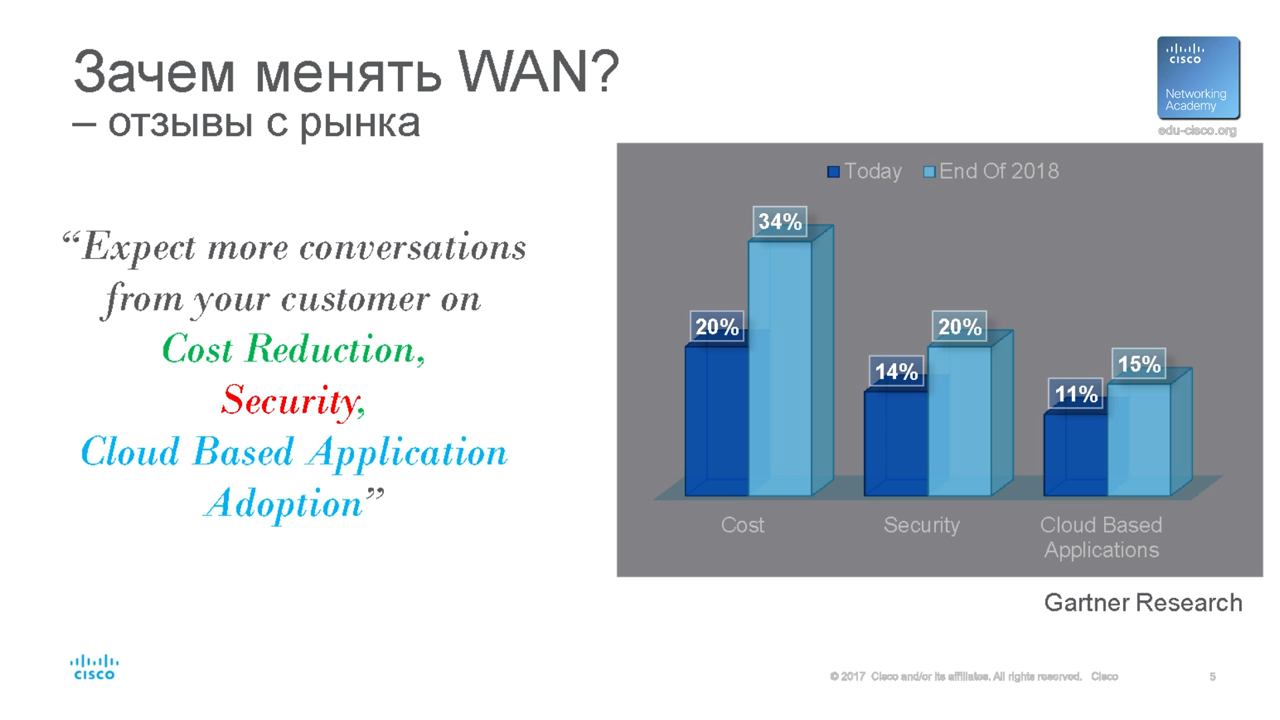 Зачем менять WAN?
– отзывы с рынка
CISCO
Networking
Academy
edu-cisco.org
“Expect more conversations
from your customer on
Cost Reduction,
Security,
Cloud Based Application
Adoption”
Today End Of 2018
34%
20%
20%
14%
15%
11%
Cost Security Cloud Based
Applications
Gartner Research
CISCO
© 2017 Cisco and/or its affiliates. All rights reserved. Cisco 5